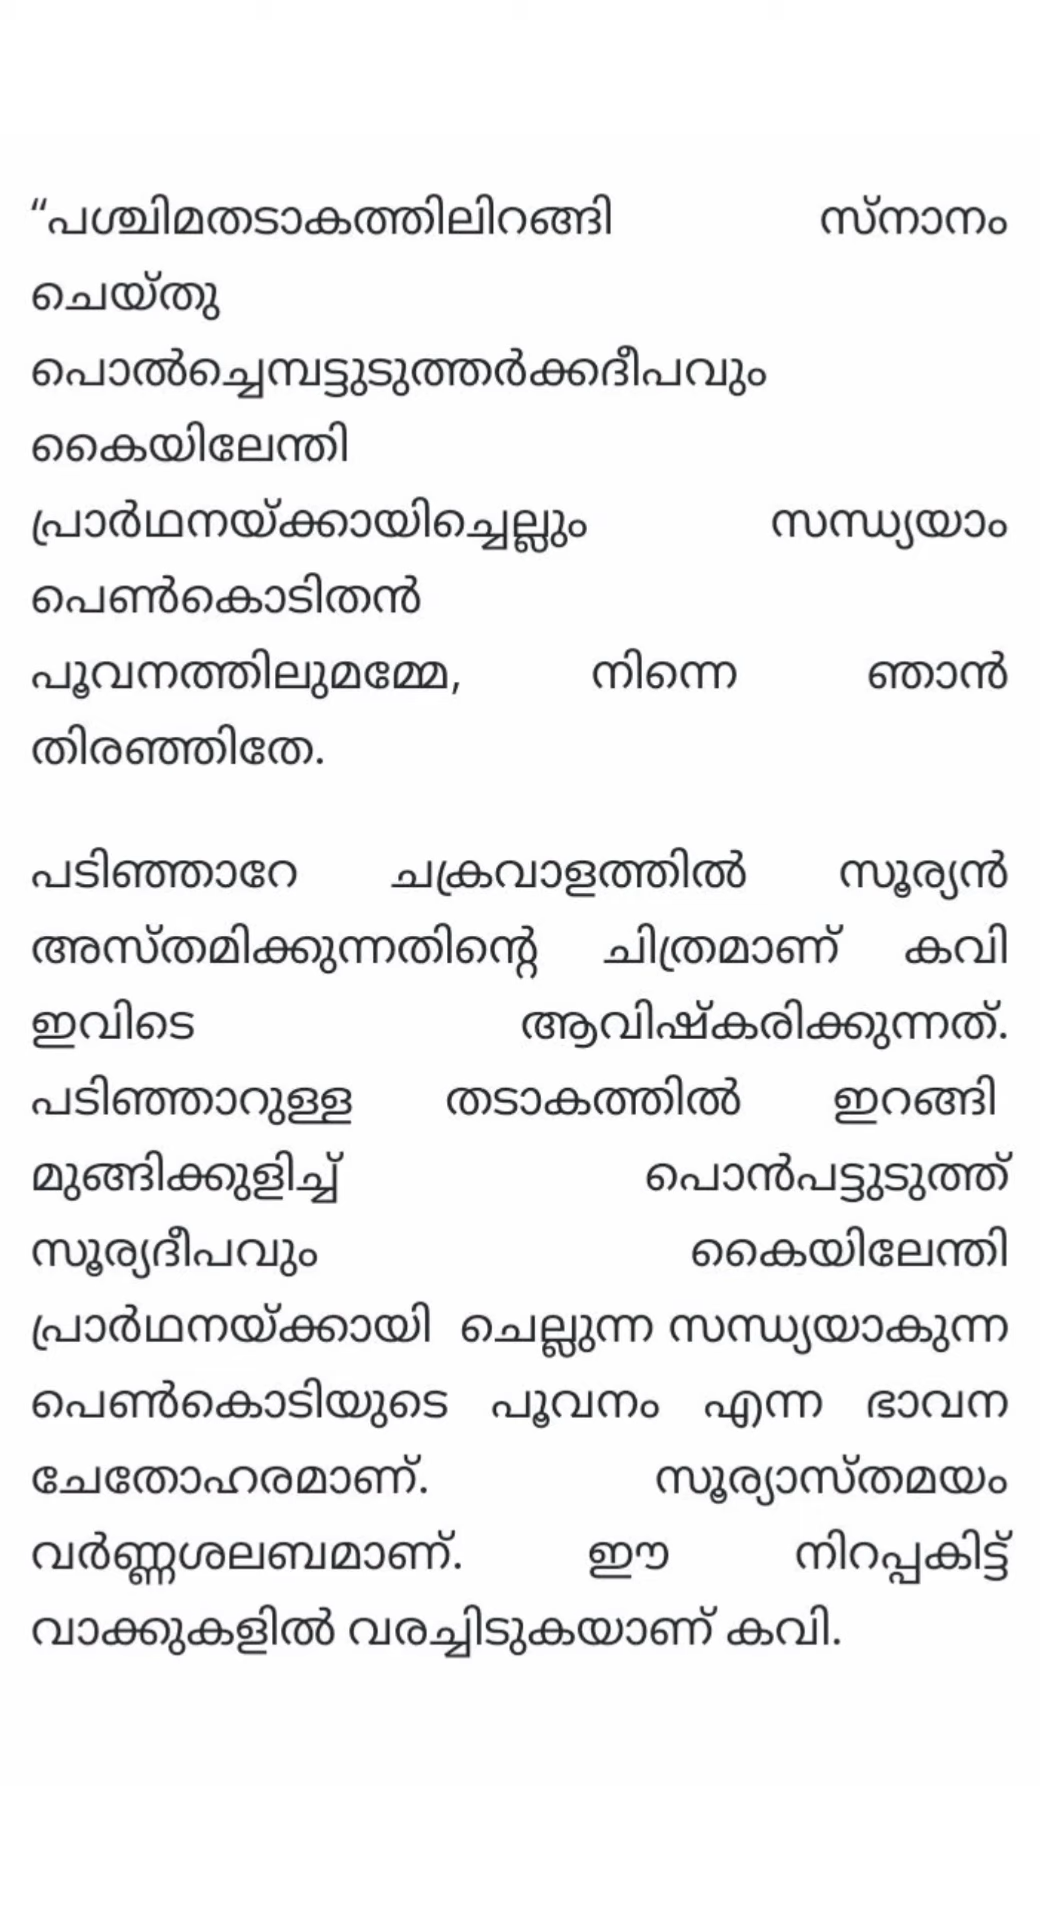 “പശ്ചിമതടാകത്തിലിറങ്ങി സ്നാനം
ചെയ്തു
പൊൽച്ചെമ്പട്ടുടുത്തർക്കദീപവും
കൈയിലേന്തി
പ്രാർഥനയ്ക്കായിച്ചെല്ലും സന്ധ്യയാം
പെൺകൊടിതൻ
പൂവനത്തിലുമമ്മേ, നിന്നെ ഞാൻ
തിരഞ്ഞിതേ.
പടിഞ്ഞാറേ ചക്രവാളത്തിൽ സൂര്യൻ
അസ്തമിക്കുന്നതിന്റെ ചിത്രമാണ് കവി
ഇവിടെ ആവിഷ്കരിക്കുന്നത്.
പടിഞ്ഞാറുള്ള തടാകത്തിൽ ഇറങ്ങി
മുങ്ങിക്കുളിച്ച് പൊൻപട്ടുടുത്ത്
സൂര്യദീപവും കൈയിലേന്തി
പ്രാർഥനയ്ക്കായി ചെല്ലുന്ന സന്ധ്യയാകുന്ന
പെൺകൊടിയുടെ പൂവനം എന്ന ഭാവന
ചേതോഹരമാണ്. സൂര്യാസ്തമയം
വർണ്ണശലബമാണ്. ഈ നിറപ്പകിട്ട്
വാക്കുകളിൽ വരച്ചിടുകയാണ് കവി.